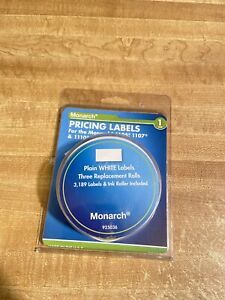 Monarch®
PRICING LABELS
1
For the 1107®
& 1110®
Plain WHITE Labels.
Three Replacement Rolls
3,189 Labels & Ink Roller Included.
Monarch®
925036